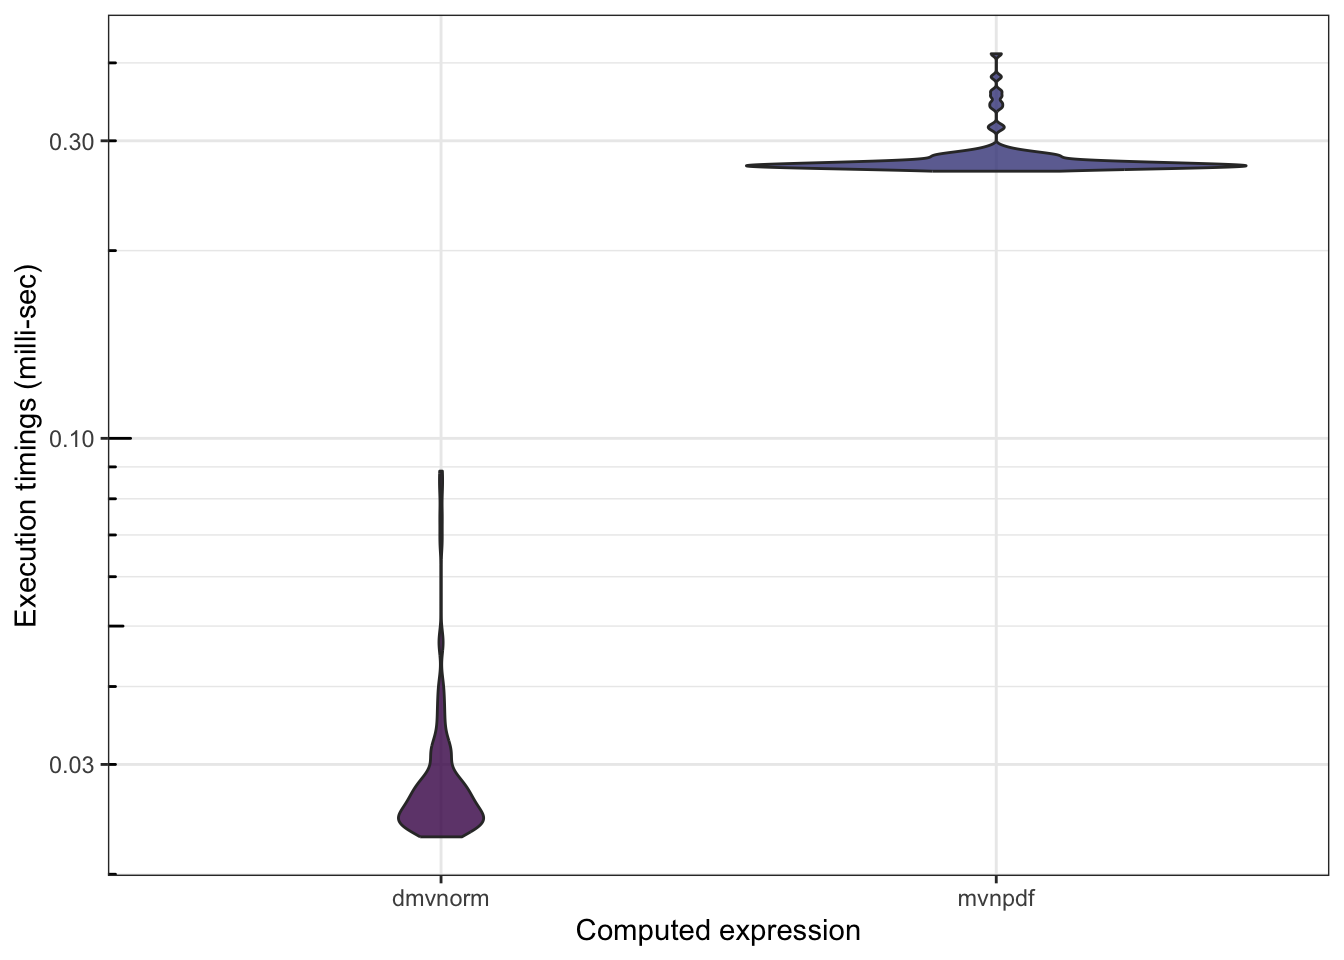 Execution timings (milli-sec)
0.30
0.10
0.03
dmvnorm
mvnpdf
Computed expression